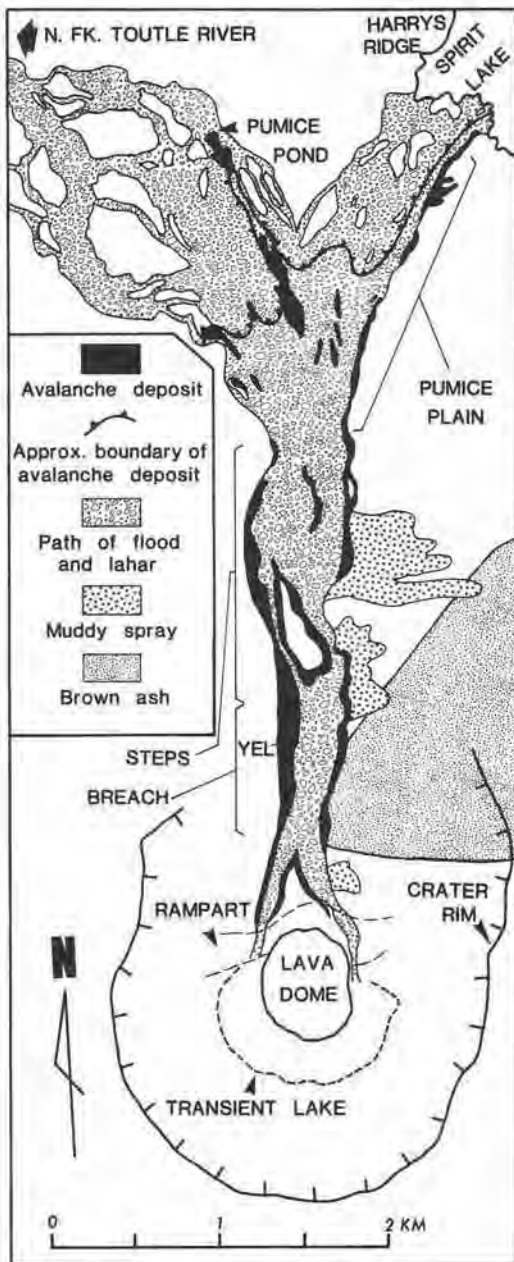 N. FK. TOUTLE RIVER
HARRYS
RIDGE
SPIRIT
LAKE
PUMICE
POND
Avalanche deposit
Approx. boundary of
avalanche deposit
Path of flood
and lahar
Muddy spray
Brown ash
PUMICE
PLAIN
STEPS
YEL
BREACH
RAMPART
CRATER
RIM
N
LAVA
DOME
TRANSIENT LAKE
0 1 2 KM